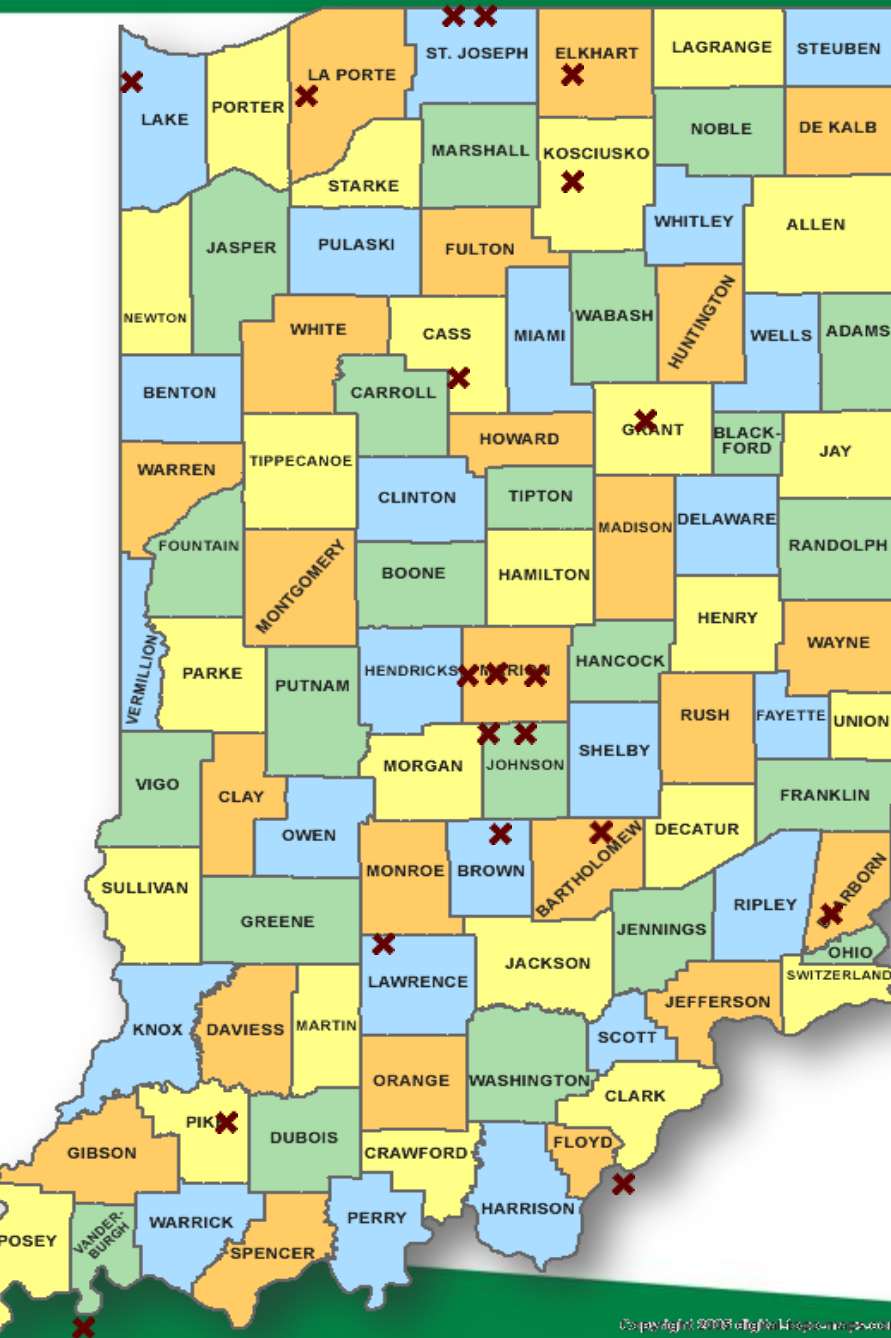 ST. JOSEPH
ELKHART
LAGRANGE
STEUBEN
LA PORTE
LAKE
PORTER
MARSHALL
KOSCIUSKO
NOBLE
DE KALB
STARKE
WHITLEY
ALLEN
JASPER
PULASKI
FULTON
NEWTON
WHITE
CASS
MIAMI
WABASH
HUNTINGTON
WELLS
ADAMS
BENTON
CARROLL
HOWARD
GRANT
BLACK-
FORD
JAY
WARREN
TIPPECANOE
CLINTON
TIPTON
MADISON
DELAWARE
RANDOLPH
FOUNTAIN
MONTGOMERY
BOONE
HAMILTON
HENRY
WAYNE
VERMILLION
PARKE
PUTNAM
HENDRICKS
MARION
HANCOCK
RUSH
FAYETTE
UNION
VIGO
CLAY
MORGAN
JOHNSON
SHELBY
FRANKLIN
OWEN
MONROE
BROWN
BARTHOLOMEW
DECATUR
SULLIVAN
GREENE
RIPLEY
DEARBORN
JENNINGS
OHIO
LAWRENCE
JACKSON
SWITZERLAND
KNOX
DAVIESS
MARTIN
JEFFERSON
SCOTT
ORANGE
WASHINGTON
CLARK
PIKE
GIBSON
DUBOIS
CRAWFORD
FLOYD
HARRISON
POSEY
VANDER-
BURGH
WARRICK
SPENCER
PERRY